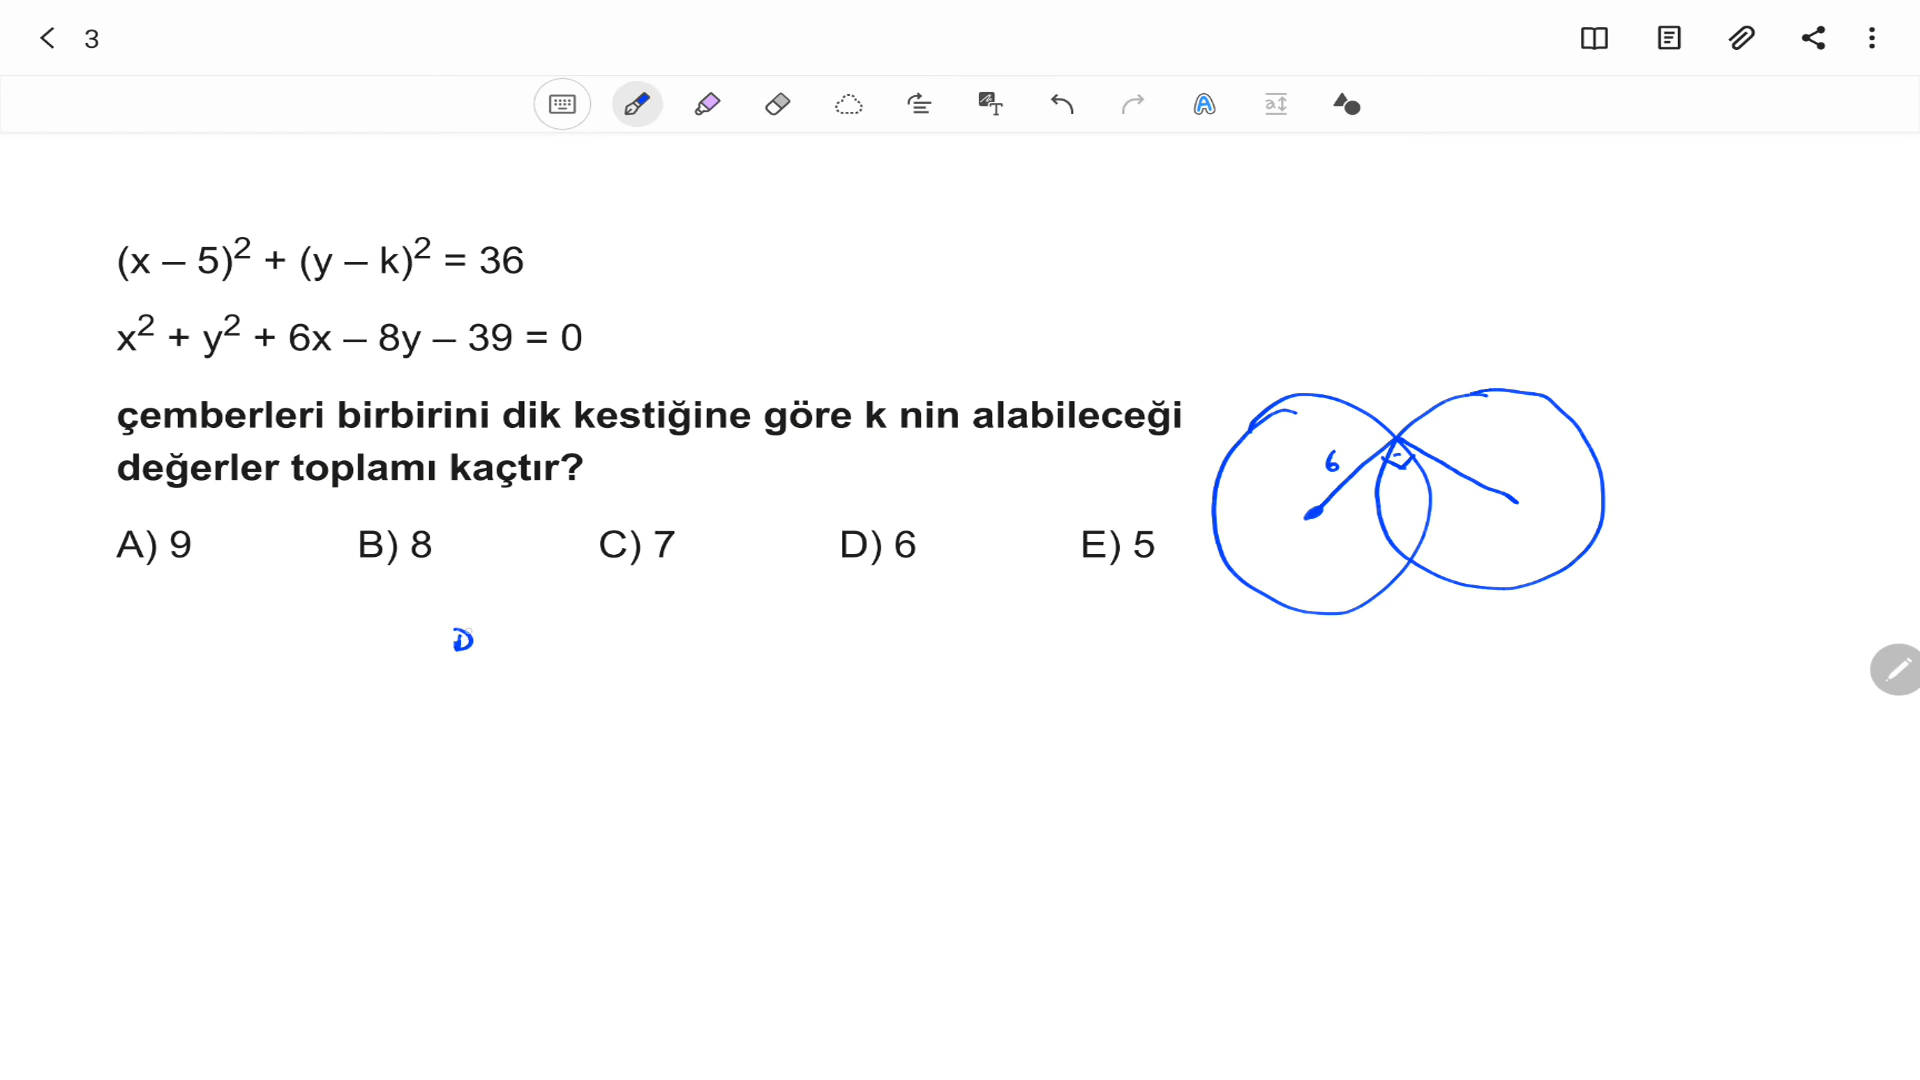 3
(x – 5)² + (y – k)² = 36
x² + y² + 6x – 8y – 39 = 0
çemberleri birbirini dik kestiğine göre k nin alabileceği
değerler toplamı kaçtır?
A) 9 B) 8 C) 7 D) 6 E) 5
6
D